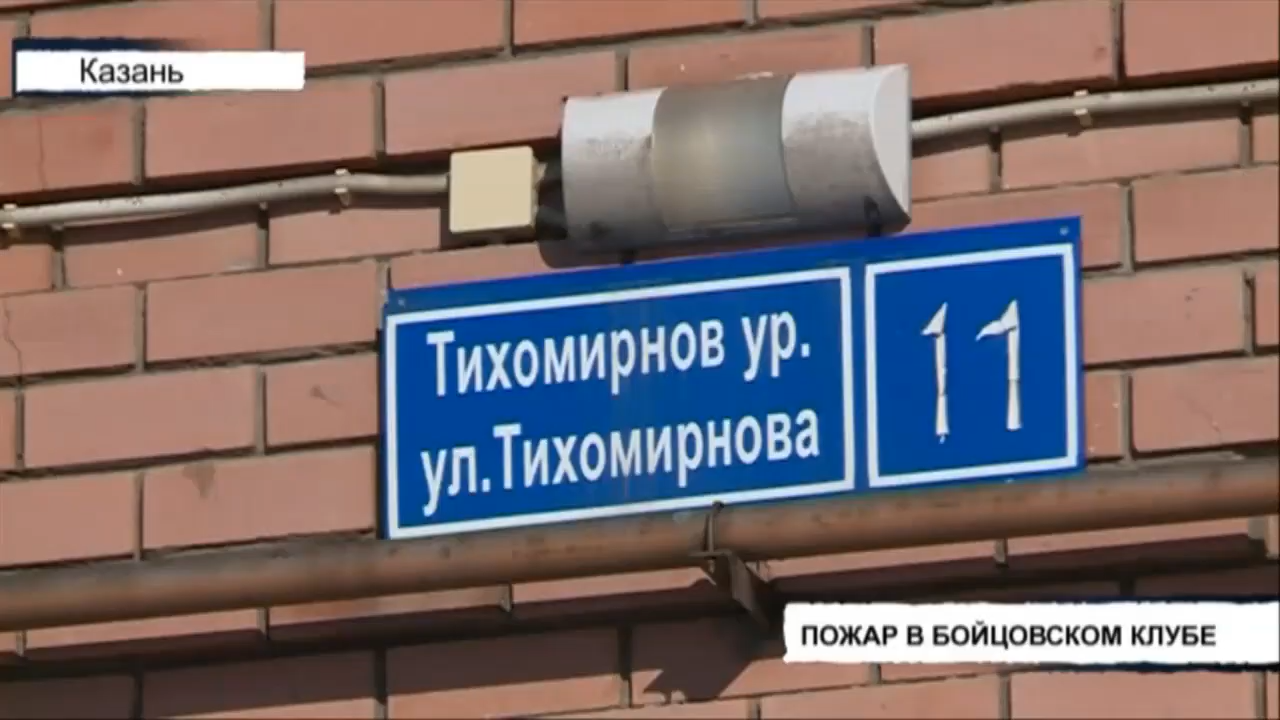 Казань
Тихомирнов ур.
ул.Тихомирнова
11
ПОЖАР В БОЙЦОВСКОМ КЛУБЕ